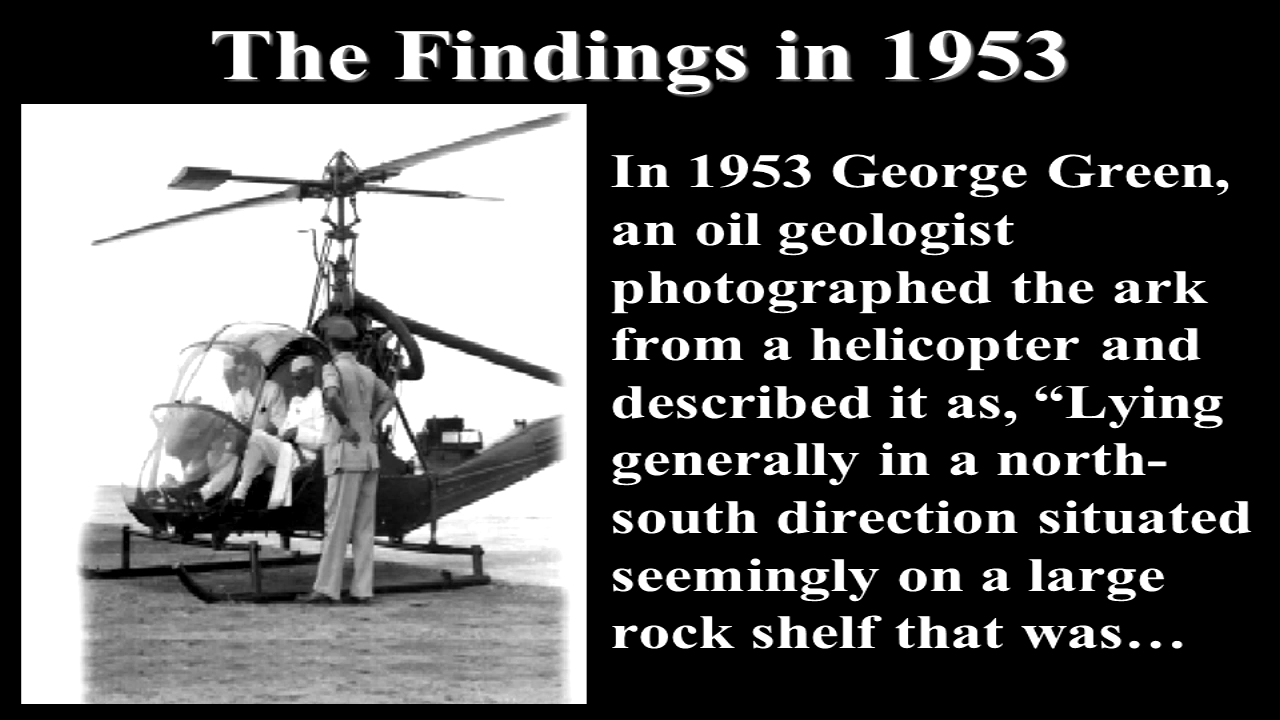 The Findings in 1953
In 1953 George Green,
an oil geologist
photographed the ark
from a helicopter and
described it as, “Lying
generally in a north-
south direction situated
seemingly on a large
rock shelf that was…